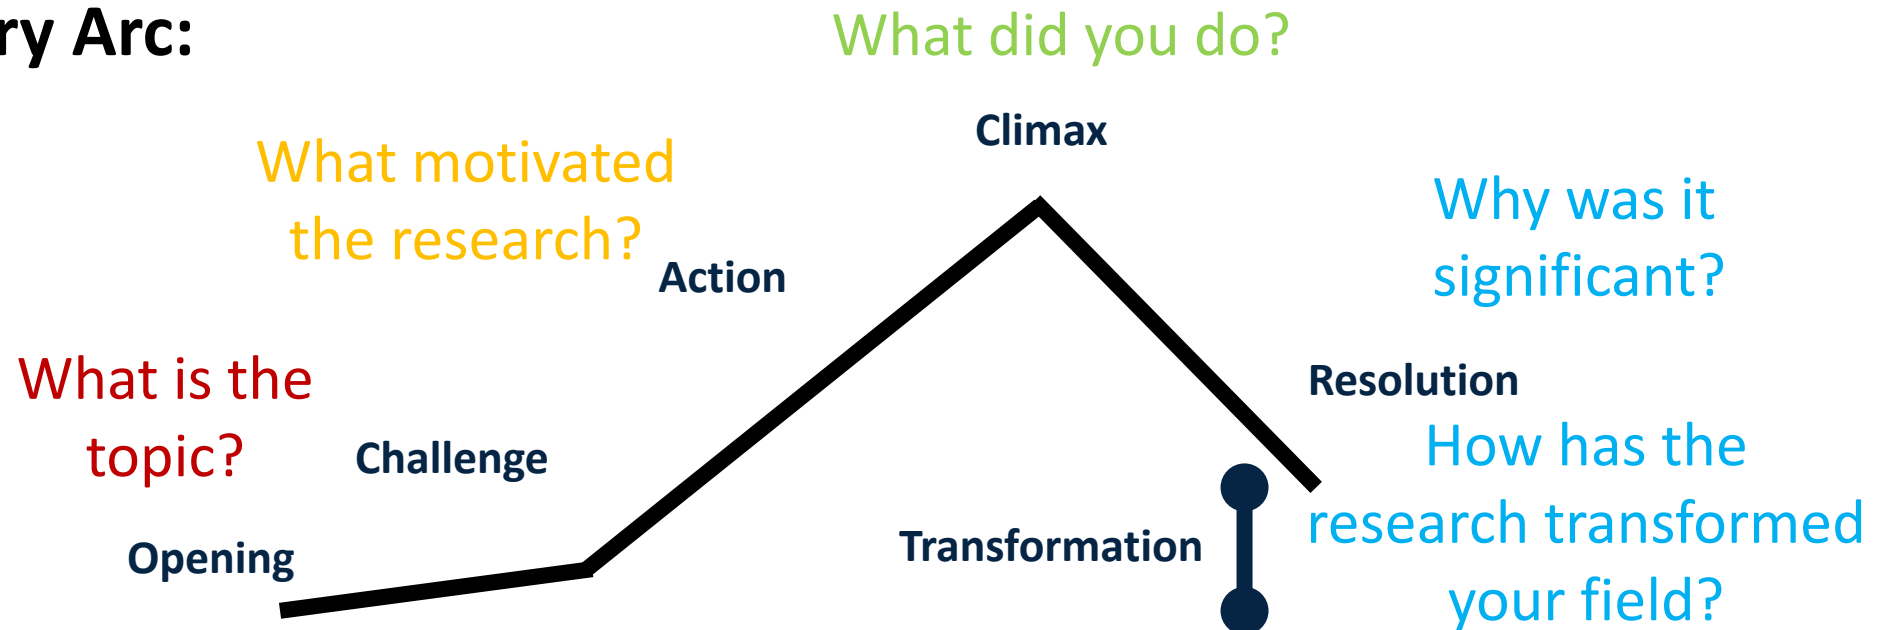 ry Arc:
What did you do?
Climax
What motivated
the research?
Action
Why was it
significant?
What is the
topic?
Challenge
Resolution
How has the
research transformed
your field?
Opening
Transformation